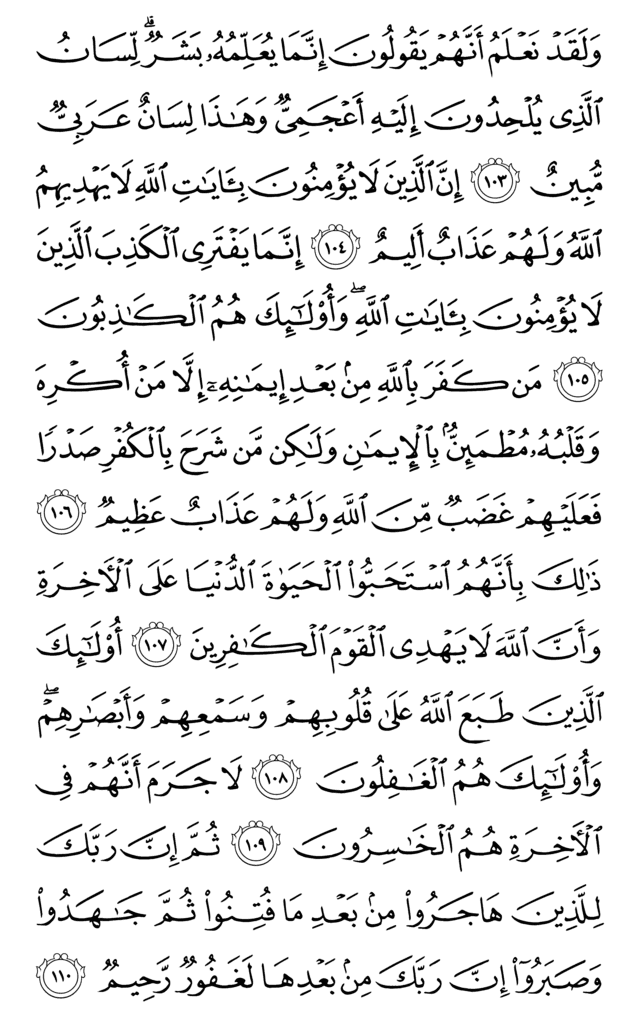 وَلَقَدۡ نَعۡلَمُ أَنَّهُمۡ يَقُولُونَ إِنَّمَا يُعَلِّمُهُۥ بَشَرٞۗ لِّسَانُ
ٱلَّذِي يُلۡحِدُونَ إِلَيۡهِ أَعۡجَمِيّٞ وَهَٰذَا لِسَانٌ عَرَبِيّٞ
مُّبِينٌ ١٠٣ إِنَّ ٱلَّذِينَ لَا يُؤۡمِنُونَ بِـَٔايَٰتِ ٱللَّهِ لَا يَهۡدِيهِمُ
ٱللَّهُ وَلَهُمۡ عَذَابٌ أَلِيمٌ ١٠٤ إِنَّمَا يَفۡتَرِي ٱلۡكَذِبَ ٱلَّذِينَ
لَا يُؤۡمِنُونَ بِـَٔايَٰتِ ٱللَّهِۖ وَأُوْلَٰٓئِكَ هُمُ ٱلۡكَٰذِبُونَ
١٠٥ مَن كَفَرَ بِٱللَّهِ مِنۢ بَعۡدِ إِيمَٰنِهِۦٓ إِلَّا مَنۡ أُكۡرِهَ
وَقَلۡبُهُۥ مُطۡمَئِنُّۢ بِٱلۡإِيمَٰنِ وَلَٰكِن مَّن شَرَحَ بِٱلۡكُفۡرِ صَدۡرٗا
فَعَلَيۡهِمۡ غَضَبٞ مِّنَ ٱللَّهِ وَلَهُمۡ عَذَابٌ عَظِيمٞ ١٠٦
ذَٰلِكَ بِأَنَّهُمُ ٱسۡتَحَبُّواْ ٱلۡحَيَوٰةَ ٱلدُّنۡيَا عَلَى ٱلۡأٓخِرَةِ
وَأَنَّ ٱللَّهَ لَا يَهۡدِي ٱلۡقَوۡمَ ٱلۡكَٰفِرِينَ ١٠٧ أُوْلَٰٓئِكَ
ٱلَّذِينَ طَبَعَ ٱللَّهُ عَلَىٰ قُلُوبِهِمۡ وَسَمۡعِهِمۡ وَأَبۡصَٰرِهِمۡۖ
وَأُوْلَٰٓئِكَ هُمُ ٱلۡغَٰفِلُونَ ١٠٨ لَا جَرَمَ أَنَّهُمۡ فِي
ٱلۡأٓخِرَةِ هُمُ ٱلۡخَٰسِرُونَ ١٠٩ ثُمَّ إِنَّ رَبَّكَ
لِلَّذِينَ هَاجَرُواْ مِنۢ بَعۡدِ مَا فُتِنُواْ ثُمَّ جَٰهَدُواْ
وَصَبَرُوٓاْ إِنَّ رَبَّكَ مِنۢ بَعۡدِهَا لَغَفُورٞ رَّحِيمٞ ١١٠